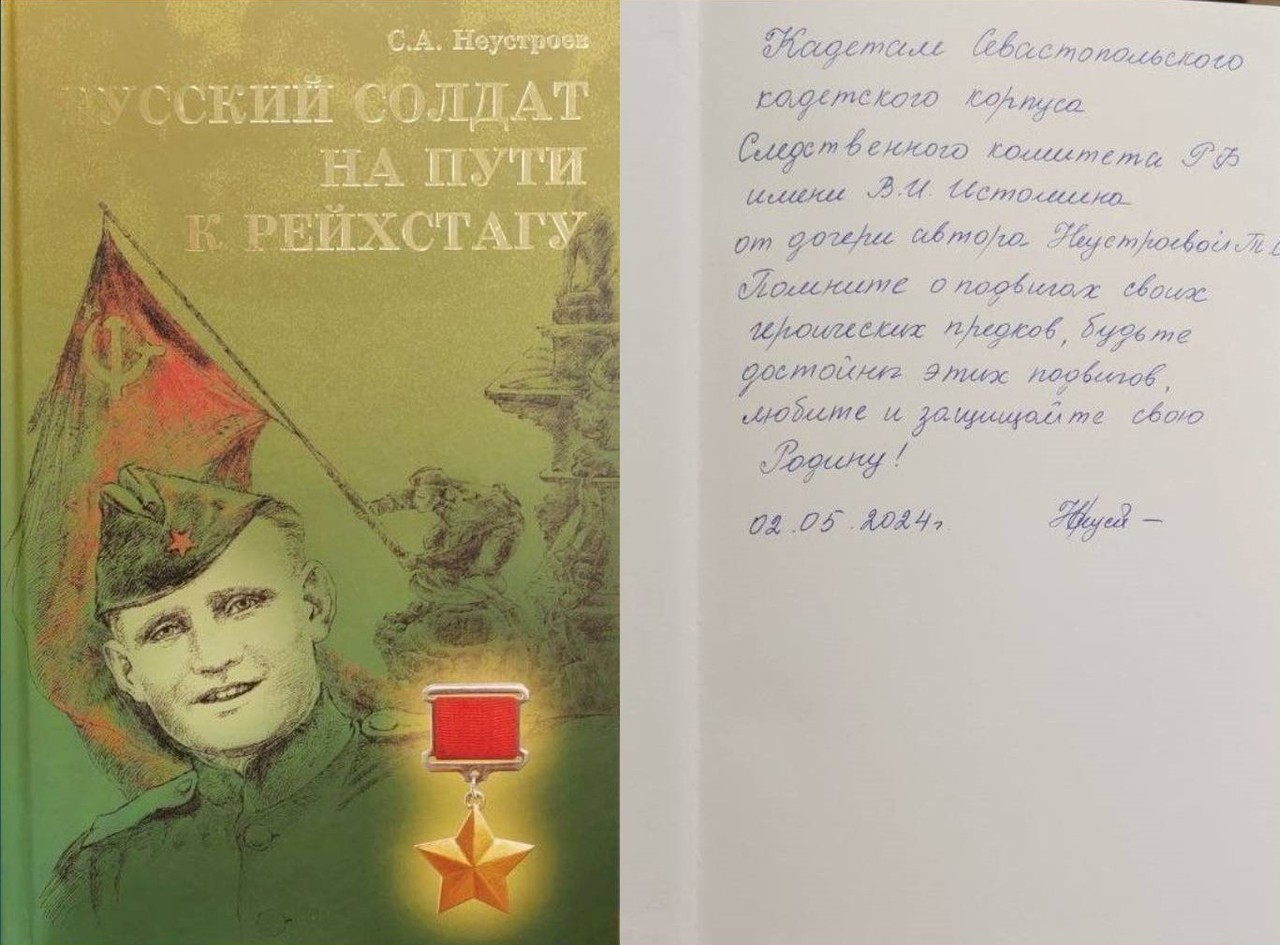 С.А. Неустроев
РУССКИЙ СОЛДАТ
НА ПУТИ
К РЕЙХСТАГУ
Кадетам Севастопольского
кадетского корпуса
Следственного комитета РФ
имени В.И. Истомина
от дочери автора Неустроевой Т.С
Помните о подвигах своих
героических предков, будьте
достойны этих подвигов,
любите и защищайте свою
Родину!
02.05.2024г.